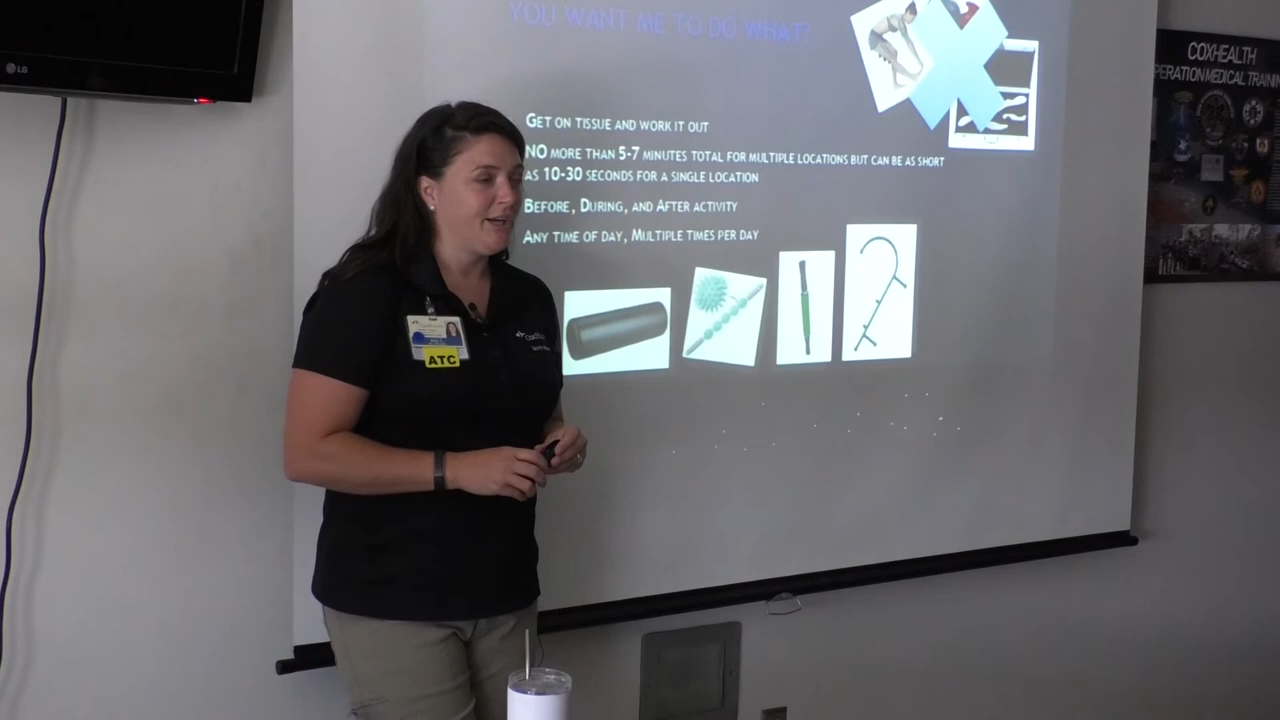 LG
YOU WANT ME TO DO WHAT?
COXHEALTH
OPERATION MEDICAL TRAINING
GET ON TISSUE AND WORK IT OUT
NO MORE THAN 5-7 MINUTES TOTAL FOR MULTIPLE LOCATIONS BUT CAN BE AS SHORT
AS 10-30 SECONDS FOR A SINGLE LOCATION
BEFORE, DURING, AND AFTER ACTIVITY
ANY TIME OF DAY, MULTIPLE TIMES PER DAY
ATC